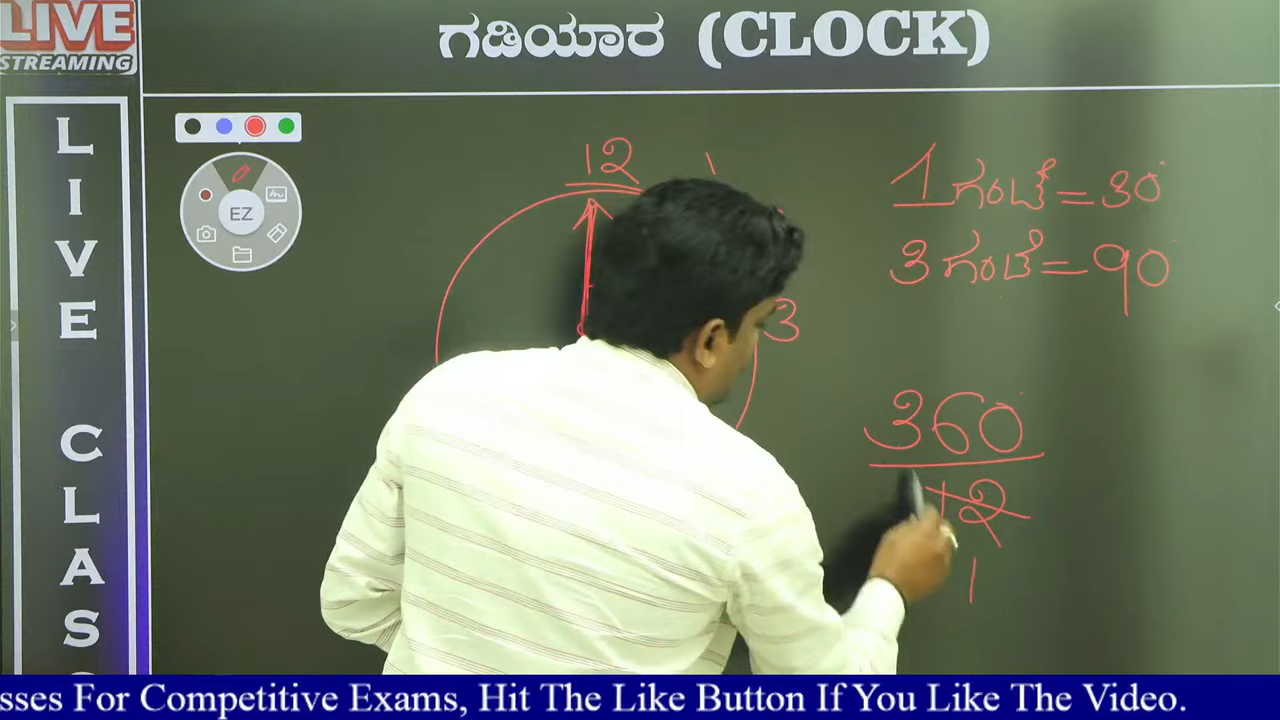 LIVE
STREAMING
ಗಡಿಯಾರ (CLOCK)
LIVE CLAS
EZ
12
1
3
1 ಗಂಟೆ = 30°
3 ಗಂಟೆ = 90°
360°
12
1
sses For Competitive Exams, Hit The Like Button If You Like The Video.